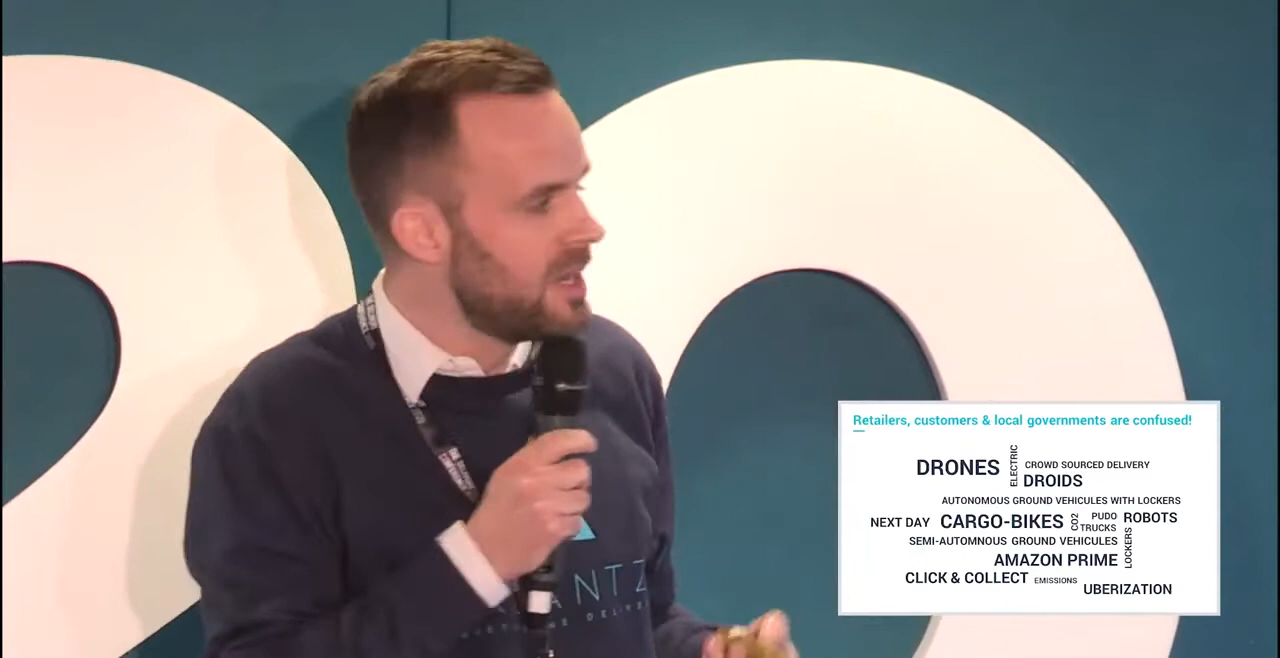 Retailers, customers & local governments are confused!
DRONES
ELECTRIC
CROWD SOURCED DELIVERY
DROIDS
AUTONOMOUS GROUND VEHICULES WITH LOCKERS
NEXT DAY
CARGO-BIKES
CO2
PUDO
TRUCKS
ROBOTS
SEMI-AUTOMNOUS GROUND VEHICULES
LOCKERS
AMAZON PRIME
CLICK & COLLECT
EMISSIONS
UBERIZATION